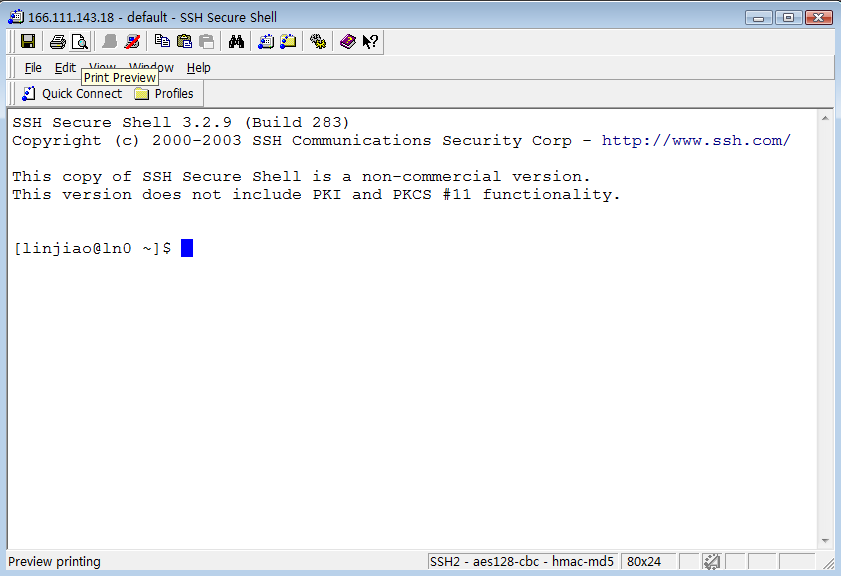 166.111.143.18 - default - SSH Secure Shell
File Edit View Window Help
Print Preview
Quick Connect Profiles
SSH Secure Shell 3.2.9 (Build 283)
Copyright (c) 2000-2003 SSH Communications Security Corp - http://www.ssh.com/
This copy of SSH Secure Shell is a non-commercial version.
This version does not include PKI and PKCS #11 functionality.
[linjiao@ln0 ~]$
Preview printing SSH2 - aes128-cbc - hmac-md5 80x24